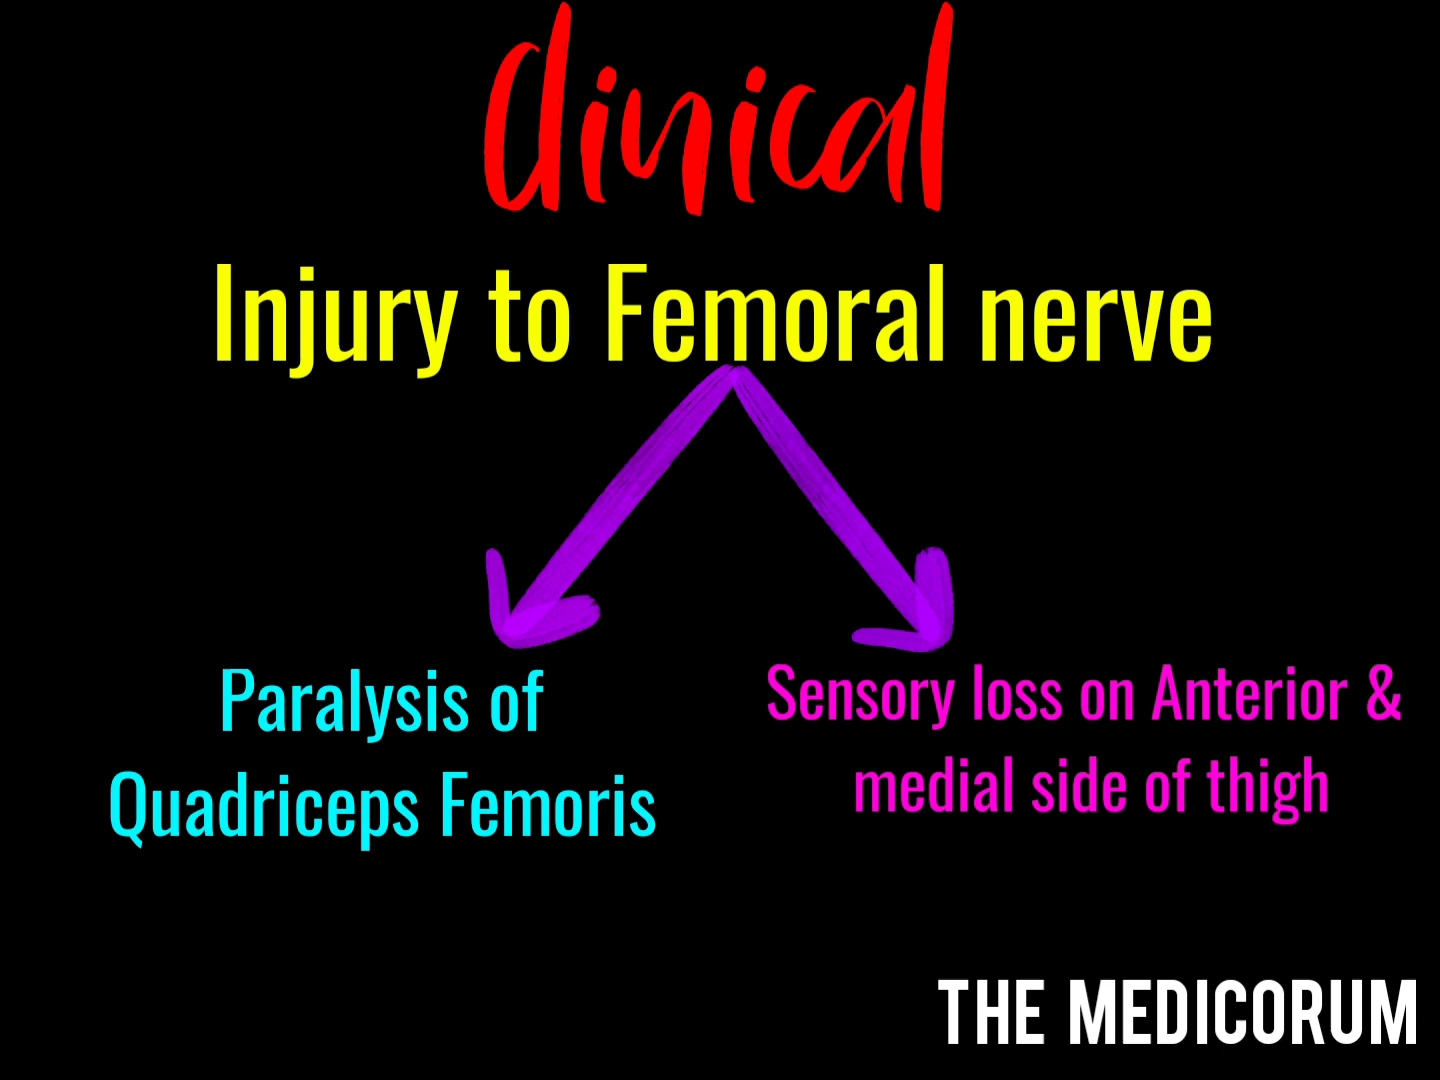 Clinical
Injury to Femoral nerve
Paralysis of
Quadriceps Femoris
Sensory loss on Anterior &
medial side of thigh
THE MEDICORUM